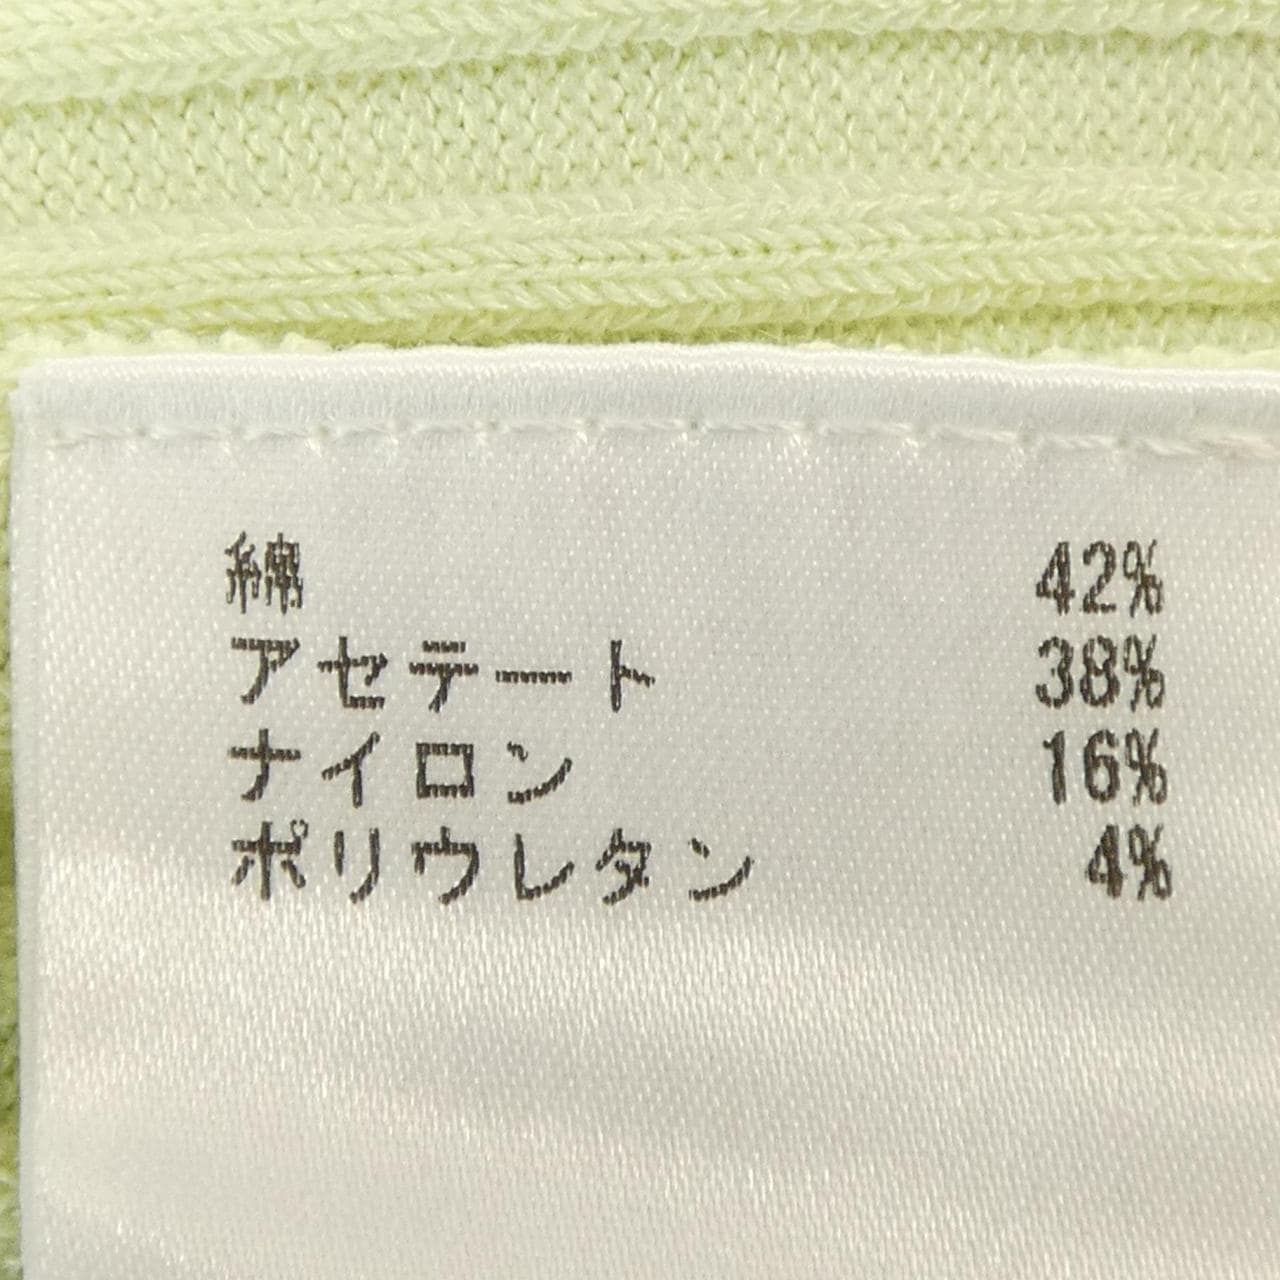 綿 42%
アセテート 38%
ナイロン 16%
ポリウレタン 4%